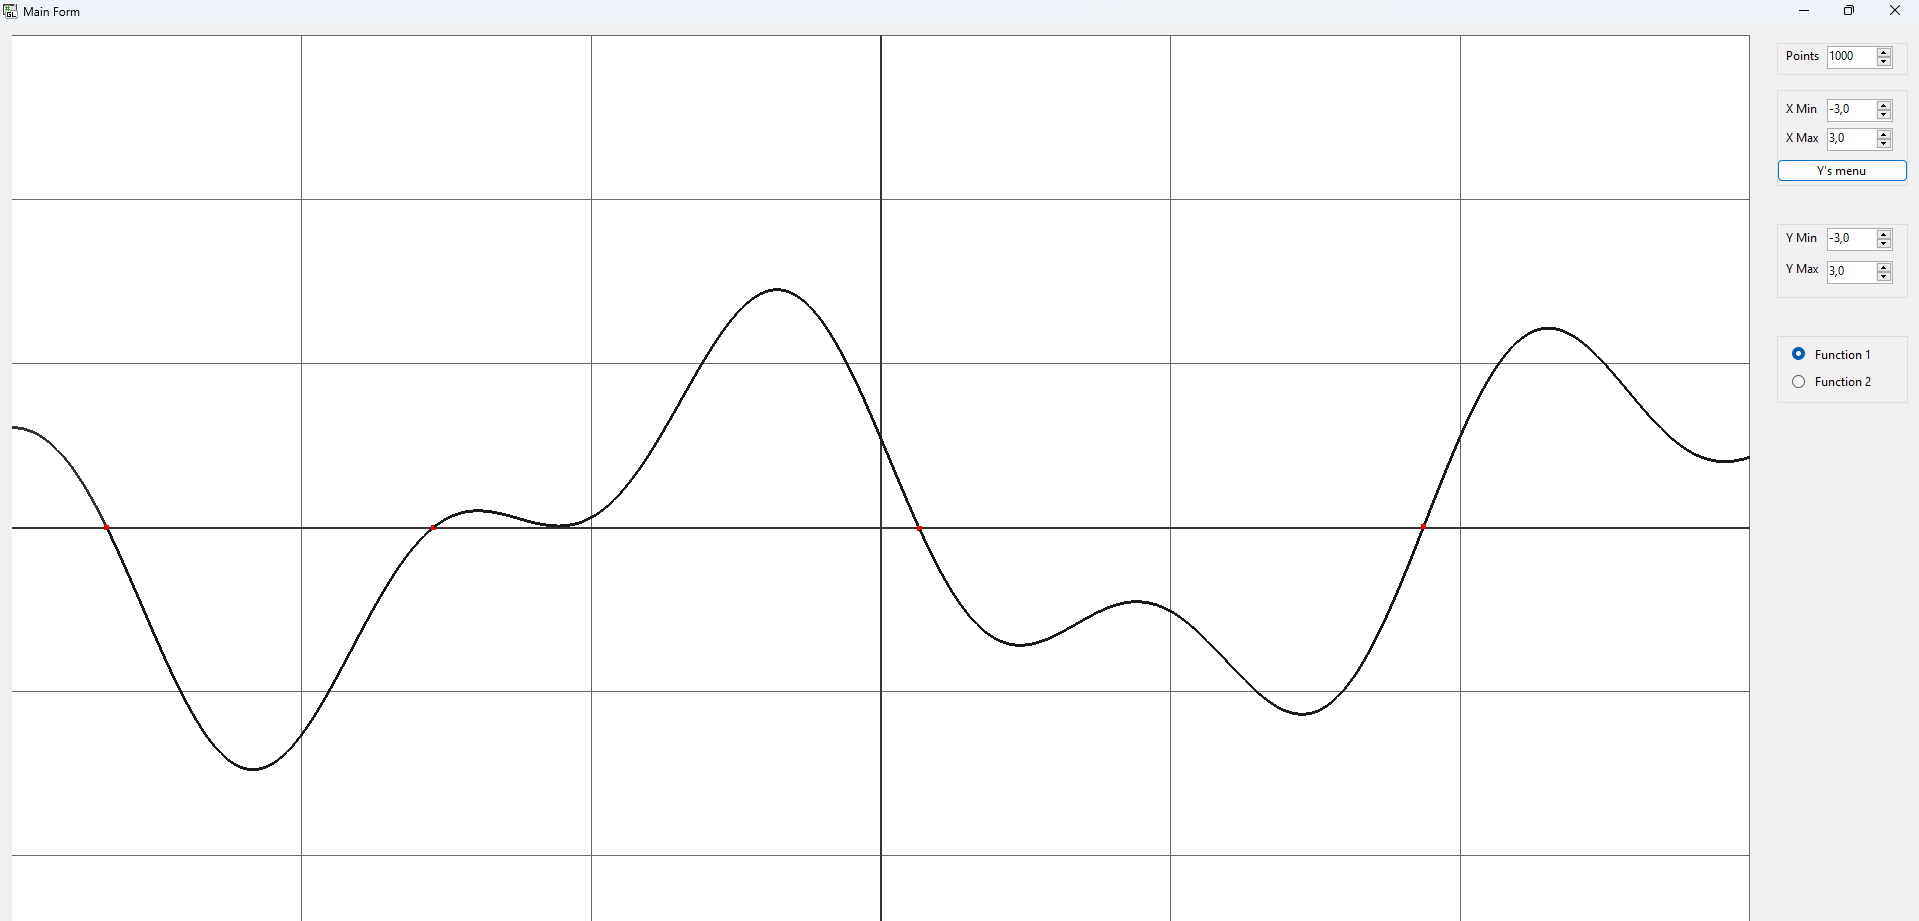 Main Form
Points 1000
X Min -3,0
X Max 3,0
Y's menu
Y Min -3,0
Y Max 3,0
Function 1
Function 2